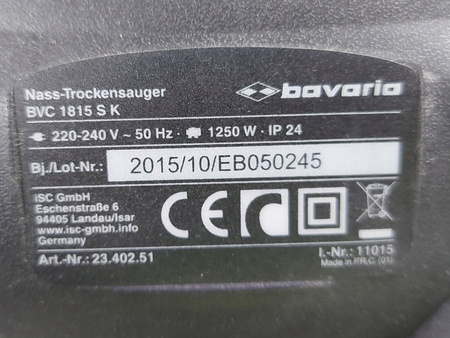 Nass-Trockensauger
BVC 1815 S K
bavaria
220-240 V ~ 50 Hz · 1250 W · IP 24
Bj./Lot-Nr.: 2015/10/EB050245
iSC GmbH
Eschenstraße 6
94405 Landau/Isar
www.isc-gmbh.info
Germany
CE
Art.-Nr.: 23.402.51
I.-Nr.: 11015
Made in P.R.C. (01)